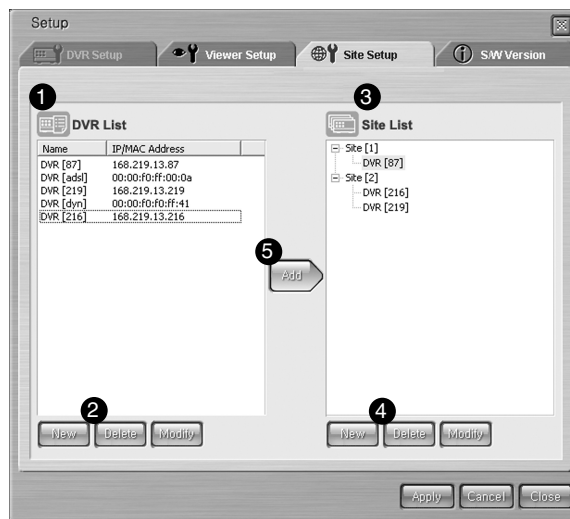 Setup
DVR Setup
Viewer Setup
Site Setup
S/W Version
1
DVR List
Name IP/MAC Address
DVR [87] 168.219.13.87
DVR [adsl] 00:00:f0:ff:00:0a
DVR [219] 168.219.13.219
DVR [dyn] 00:00:f0:f0:ff:41
DVR [216] 168.219.13.216
2
New Delete Modify
5
Add
3
Site List
Site [1]
DVR [87]
Site [2]
DVR [216]
DVR [219]
4
New Delete Modify
Apply Cancel Close